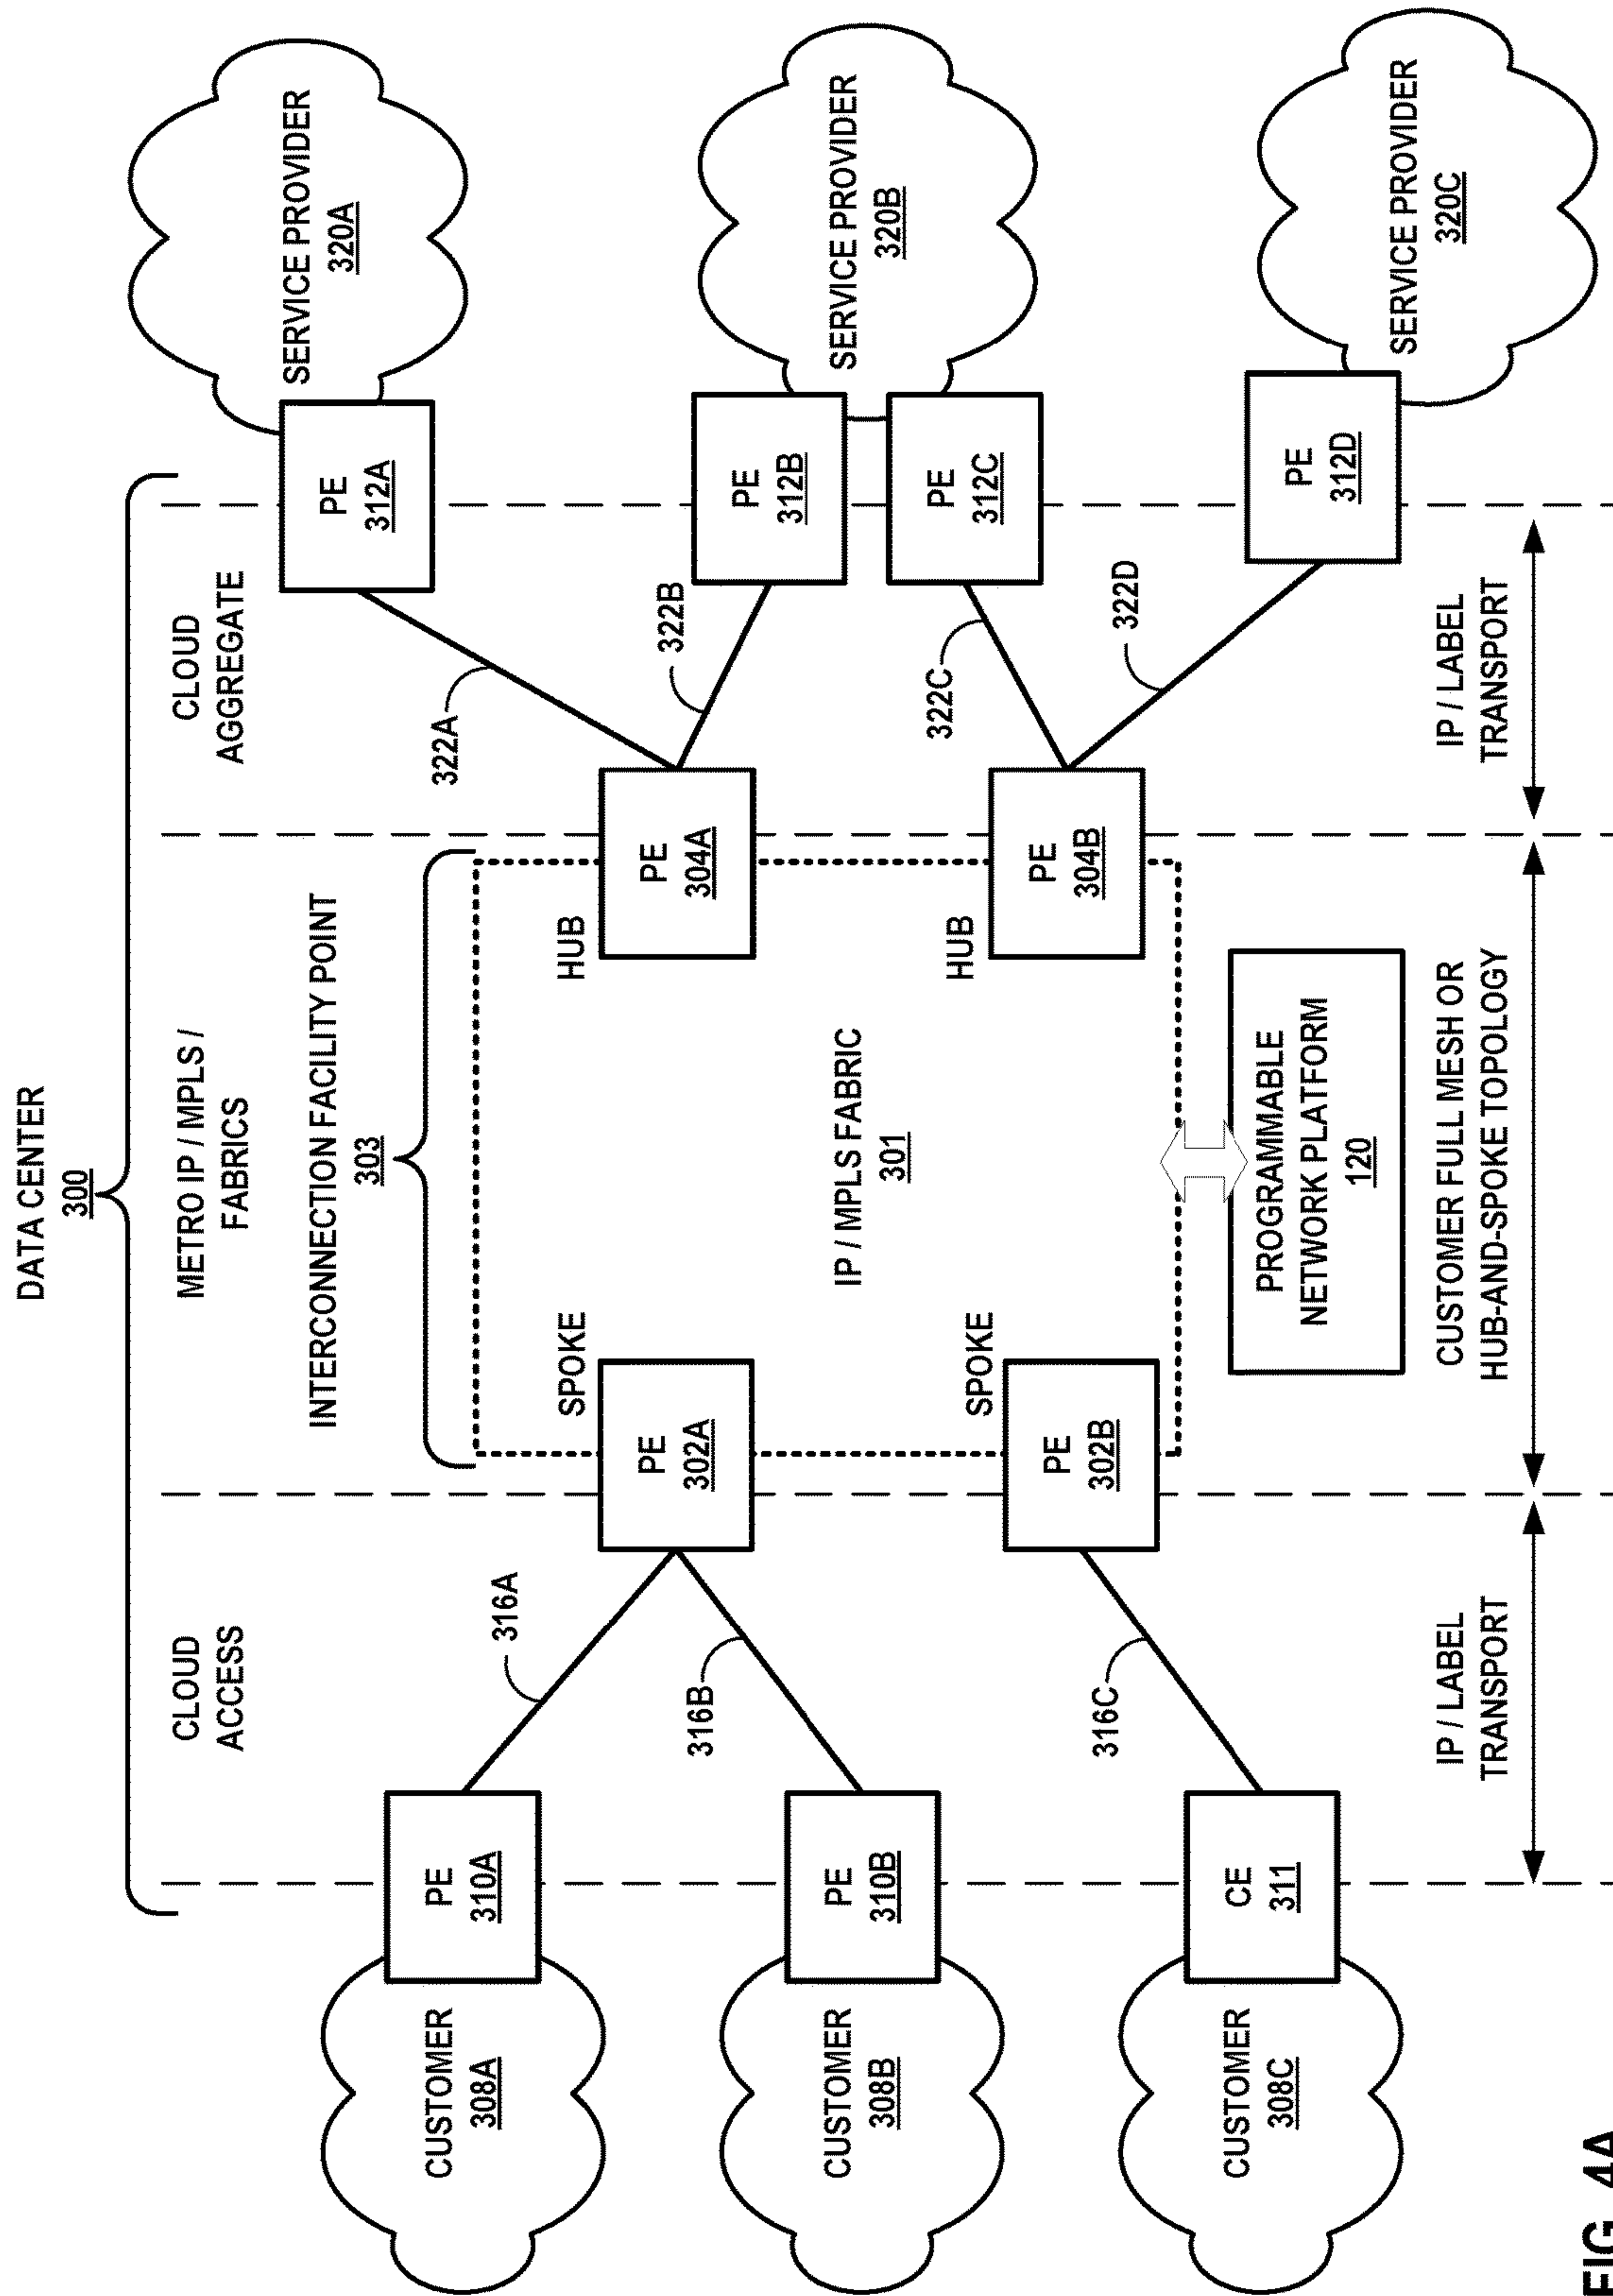 DATA CENTER
300
CLOUD
ACCESS
METRO IP / MPLS /
FABRICS
CLOUD
AGGREGATE
INTERCONNECTION FACILITY POINT
303
SERVICE PROVIDER
320A
PE
312A
322A
316A
SPOKE
HUB
PE
310A
CUSTOMER
308A
PE
302A
PE
304A
322B
316B
PE
312B
SERVICE PROVIDER
320B
IP / MPLS FABRIC
301
PE
310B
CUSTOMER
308B
PE
312C
322C
SPOKE
HUB
PE
302B
PE
304B
316C
322D
CUSTOMER
308C
CE
311
PE
312D
SERVICE PROVIDER
320C
PROGRAMMABLE
NETWORK PLATFORM
120
IP / LABEL
TRANSPORT
CUSTOMER FULL MESH OR
HUB-AND-SPOKE TOPOLOGY
IP / LABEL
TRANSPORT
FIG. 4A